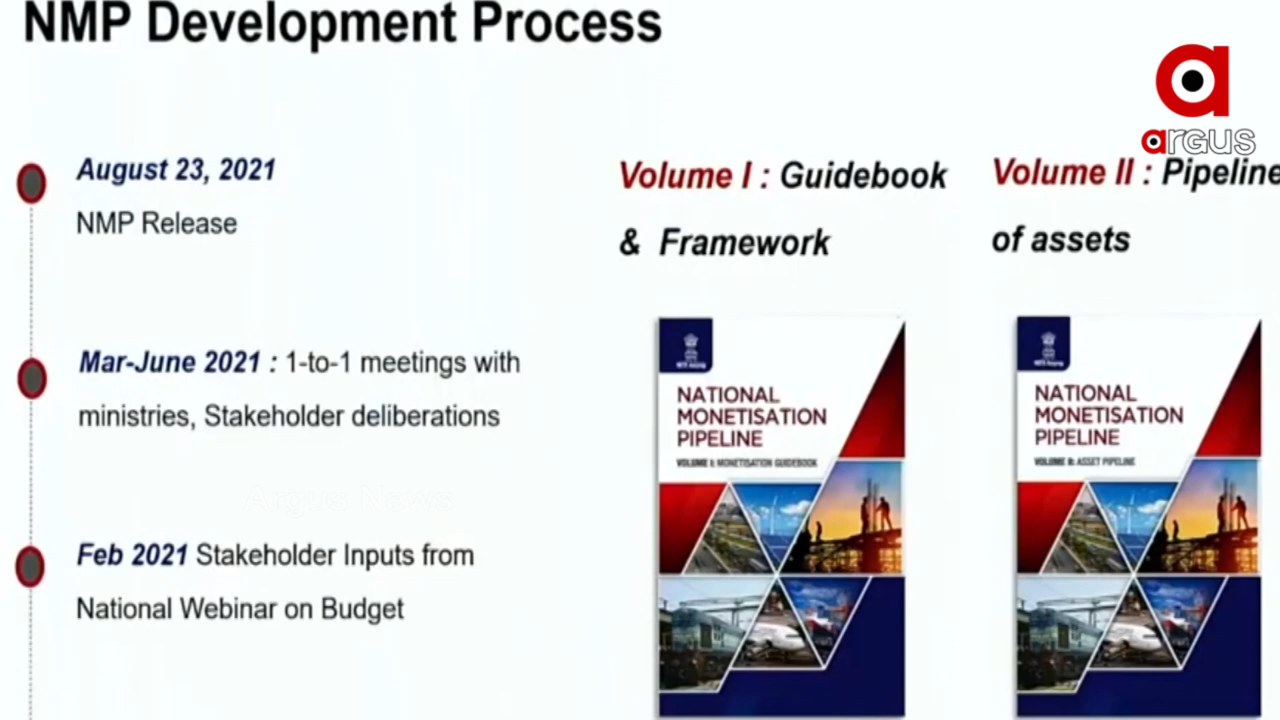 NMP Development Process
argus
August 23, 2021
NMP Release
Mar-June 2021 : 1-to-1 meetings with
ministries, Stakeholder deliberations
Argus News
Feb 2021 Stakeholder Inputs from
National Webinar on Budget
Volume I : Guidebook
& Framework
Volume II : Pipeline
of assets
NATIONAL
MONETISATION
PIPELINE
VOLUME I: MONETISATION GUIDEBOOK
NATIONAL
MONETISATION
PIPELINE
VOLUME II: ASSET PIPELINE